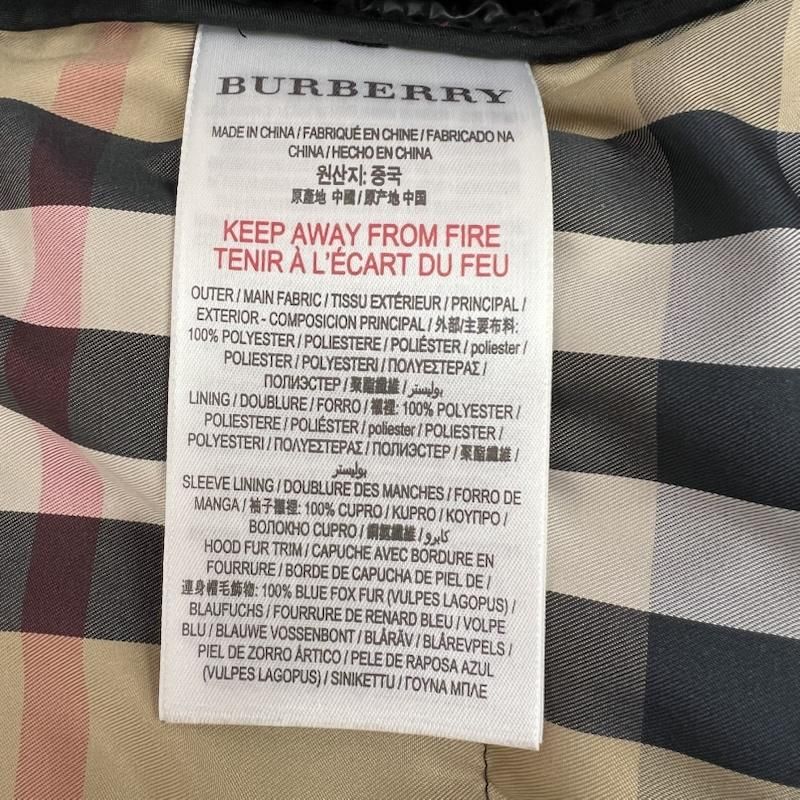 BURBERRY
MADE IN CHINA / FABRIQUÉ EN CHINE / FABRICADO NA
CHINA / HECHO EN CHINA
원산지: 중국
原產地 中國 / 原产地 中国
KEEP AWAY FROM FIRE
TENIR À L'ÉCART DU FEU
OUTER / MAIN FABRIC / TISSU EXTÉRIEUR / PRINCIPAL /
EXTERIOR - COMPOSICION PRINCIPAL / 外部/主要布料:
100% POLYESTER / POLIESTERE / POLIÉSTER / poliester /
POLIESTER / POLYESTERI / ΠΟΛΥΕΣΤΕΡΑΣ /
ПОЛИЭСТЕР / 聚酯纖維 / بوليستر /
LINING / DOUBLURE / FORRO / 襯裡: 100% POLYESTER /
POLIESTERE / POLIÉSTER / poliester / POLIESTER /
POLYESTERI / ΠΟΛΥΕΣΤΕΡΑΣ / ПОЛИЭСТЕР / 聚酯纖維 /
بوليستر
SLEEVE LINING / DOUBLURE DES MANCHES / FORRO DE
MANGA / 袖子襯裡: 100% CUPRO / KUPRO / ΚΟΥΠΡΟ /
ВОЛОКНО CUPRO / 銅氨纖維 / كابرو
HOOD FUR TRIM / CAPUCHE AVEC BORDURE EN
FOURRURE / BORDE DE CAPUCHA DE PIEL DE /
連身帽毛飾物: 100% BLUE FOX FUR (VULPES LAGOPUS) /
BLAUFUCHS / FOURRURE DE RENARD BLEU / VOLPE
BLU / BLAUWE VOSSENBONT / BLÅRÄV / BLÅREVPELS /
PIEL DE ZORRO ÁRTICO / PELE DE RAPOSA AZUL
(VULPES LAGOPUS) / SINIKETTU / ΓΟΥΝΑ ΜΠΛΕ